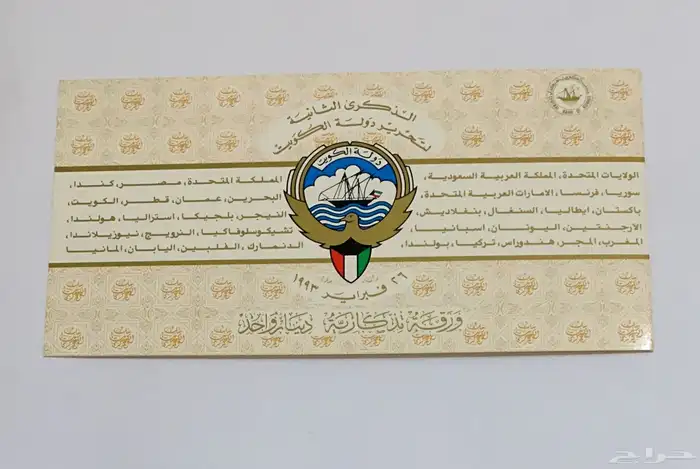 الذكرى الثانية
لتحرير دولة الكويت
دولة الكويت
الولايات المتحدة، المملكة العربية السعودية،
سوريا، فرنسا، الامارات العربية المتحدة،
باكستان، ايطاليا، السنغال، بنغلاديش،
الارجنتين، اليونان، اسبانيا،
المغرب، المجر، هندوراس، تركيا، بولندا،
المملكة المتحدة، مصر، كندا،
البحرين، عمان، قطر، الكويت،
النيجر، بلجيكا، استراليا، هولندا،
تشيكوسلوفاكيا، النرويج، نيوزيلاندا،
الدنمارك، الفلبين، اليابان، المانيا
٢٦ فبراير ١٩٩٣
ورقة تذكارية دينار واحد
حراج